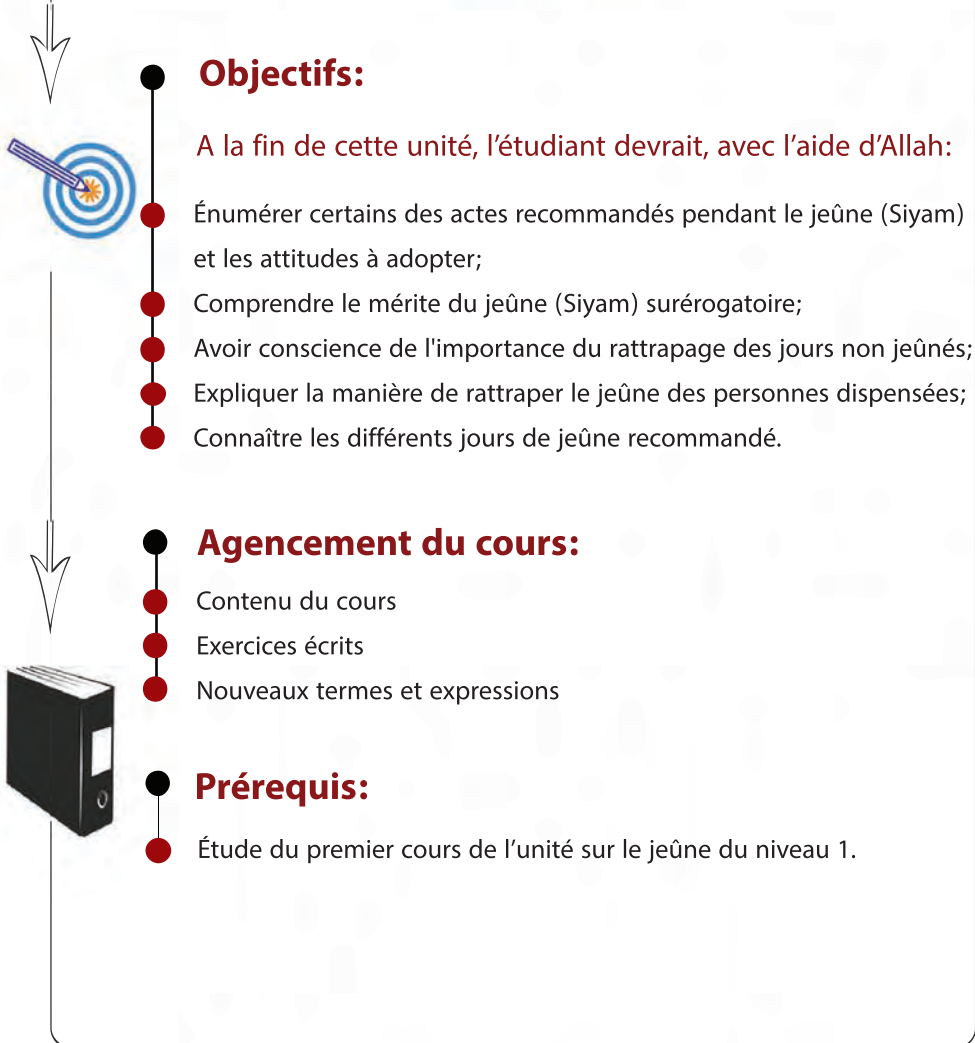 Objectifs:
A la fin de cette unité, l’étudiant devrait, avec l’aide d’Allah:
Énumérer certains des actes recommandés pendant le jeûne (Siyam)
et les attitudes à adopter;
Comprendre le mérite du jeûne (Siyam) surérogatoire;
Avoir conscience de l'importance du rattrapage des jours non jeûnés;
Expliquer la manière de rattraper le jeûne des personnes dispensées;
Connaître les différents jours de jeûne recommandé.
Agencement du cours:
Contenu du cours
Exercices écrits
Nouveaux termes et expressions
Prérequis:
Étude du premier cours de l’unité sur le jeûne du niveau 1.